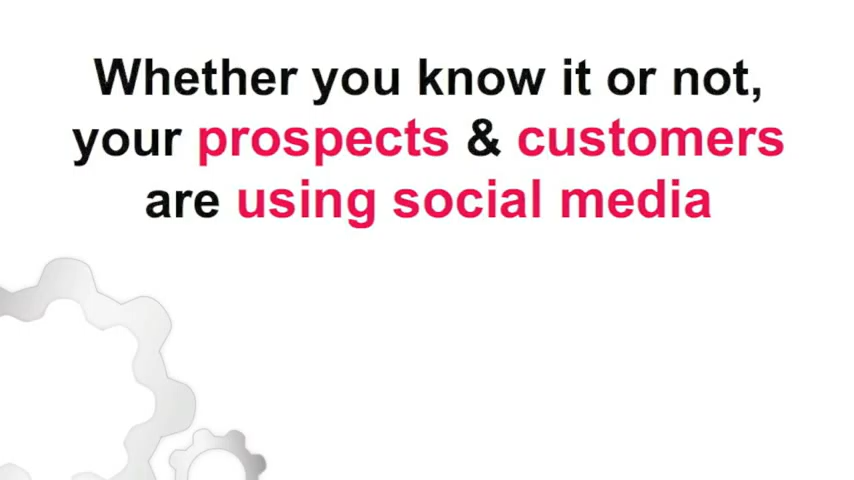 Whether you know it or not,
your prospects & customers
are using social media